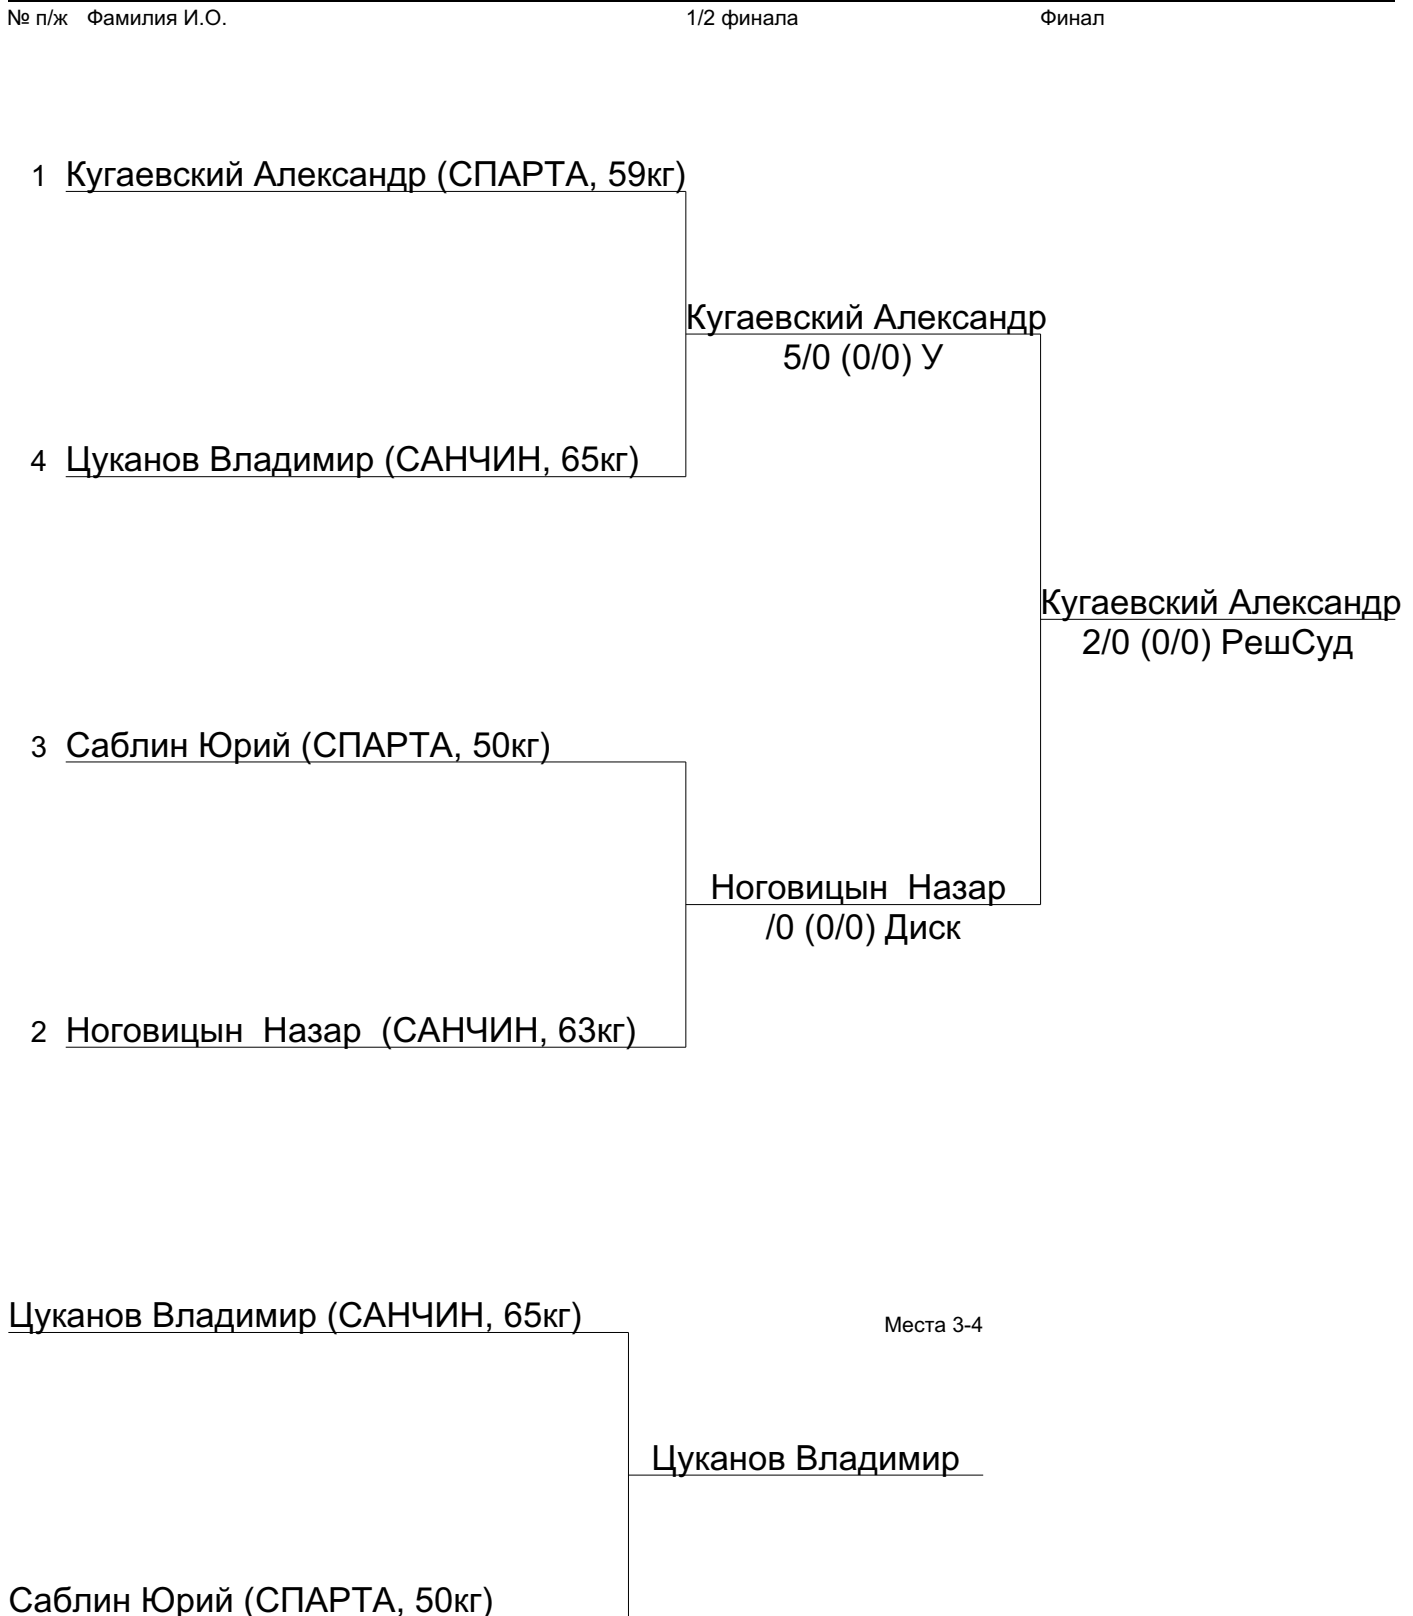 № п/ж Фамилия И.О. 1/2 финала Финал
1 Кугаевский Александр (СПАРТА, 59кг)
Кугаевский Александр
5/0 (0/0) У
4 Цуканов Владимир (САНЧИН, 65кг)
Кугаевский Александр
2/0 (0/0) РешСуд
3 Саблин Юрий (СПАРТА, 50кг)
Ноговицын Назар
/0 (0/0) Диск
2 Ноговицын Назар (САНЧИН, 63кг)
Цуканов Владимир (САНЧИН, 65кг) Места 3-4
Цуканов Владимир
Саблин Юрий (СПАРТА, 50кг)